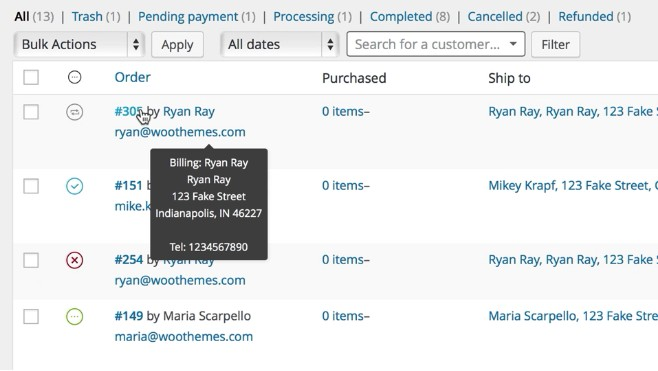 All (13) | Trash (1) | Pending payment (1) | Processing (1) | Completed (8) | Cancelled (2) | Refunded (1)
Bulk Actions Apply All dates Search for a customer... Filter
Order Purchased Ship to
#305 by Ryan Ray 0 items– Ryan Ray, Ryan Ray, 123 Fake
ryan@woothemes.com
Billing: Ryan Ray
Ryan Ray
123 Fake Street
Indianapolis, IN 46227
Tel: 1234567890
#151 0 items– Mikey Krapf, 123 Fake Street,
mike.k
#254 by Ryan Ray 0 items– Ryan Ray, Ryan Ray, 123 Fake
ryan@woothemes.com
#149 by Maria Scarpello 0 items– Maria Scarpello, 123 Fake Stre
maria@woothemes.com